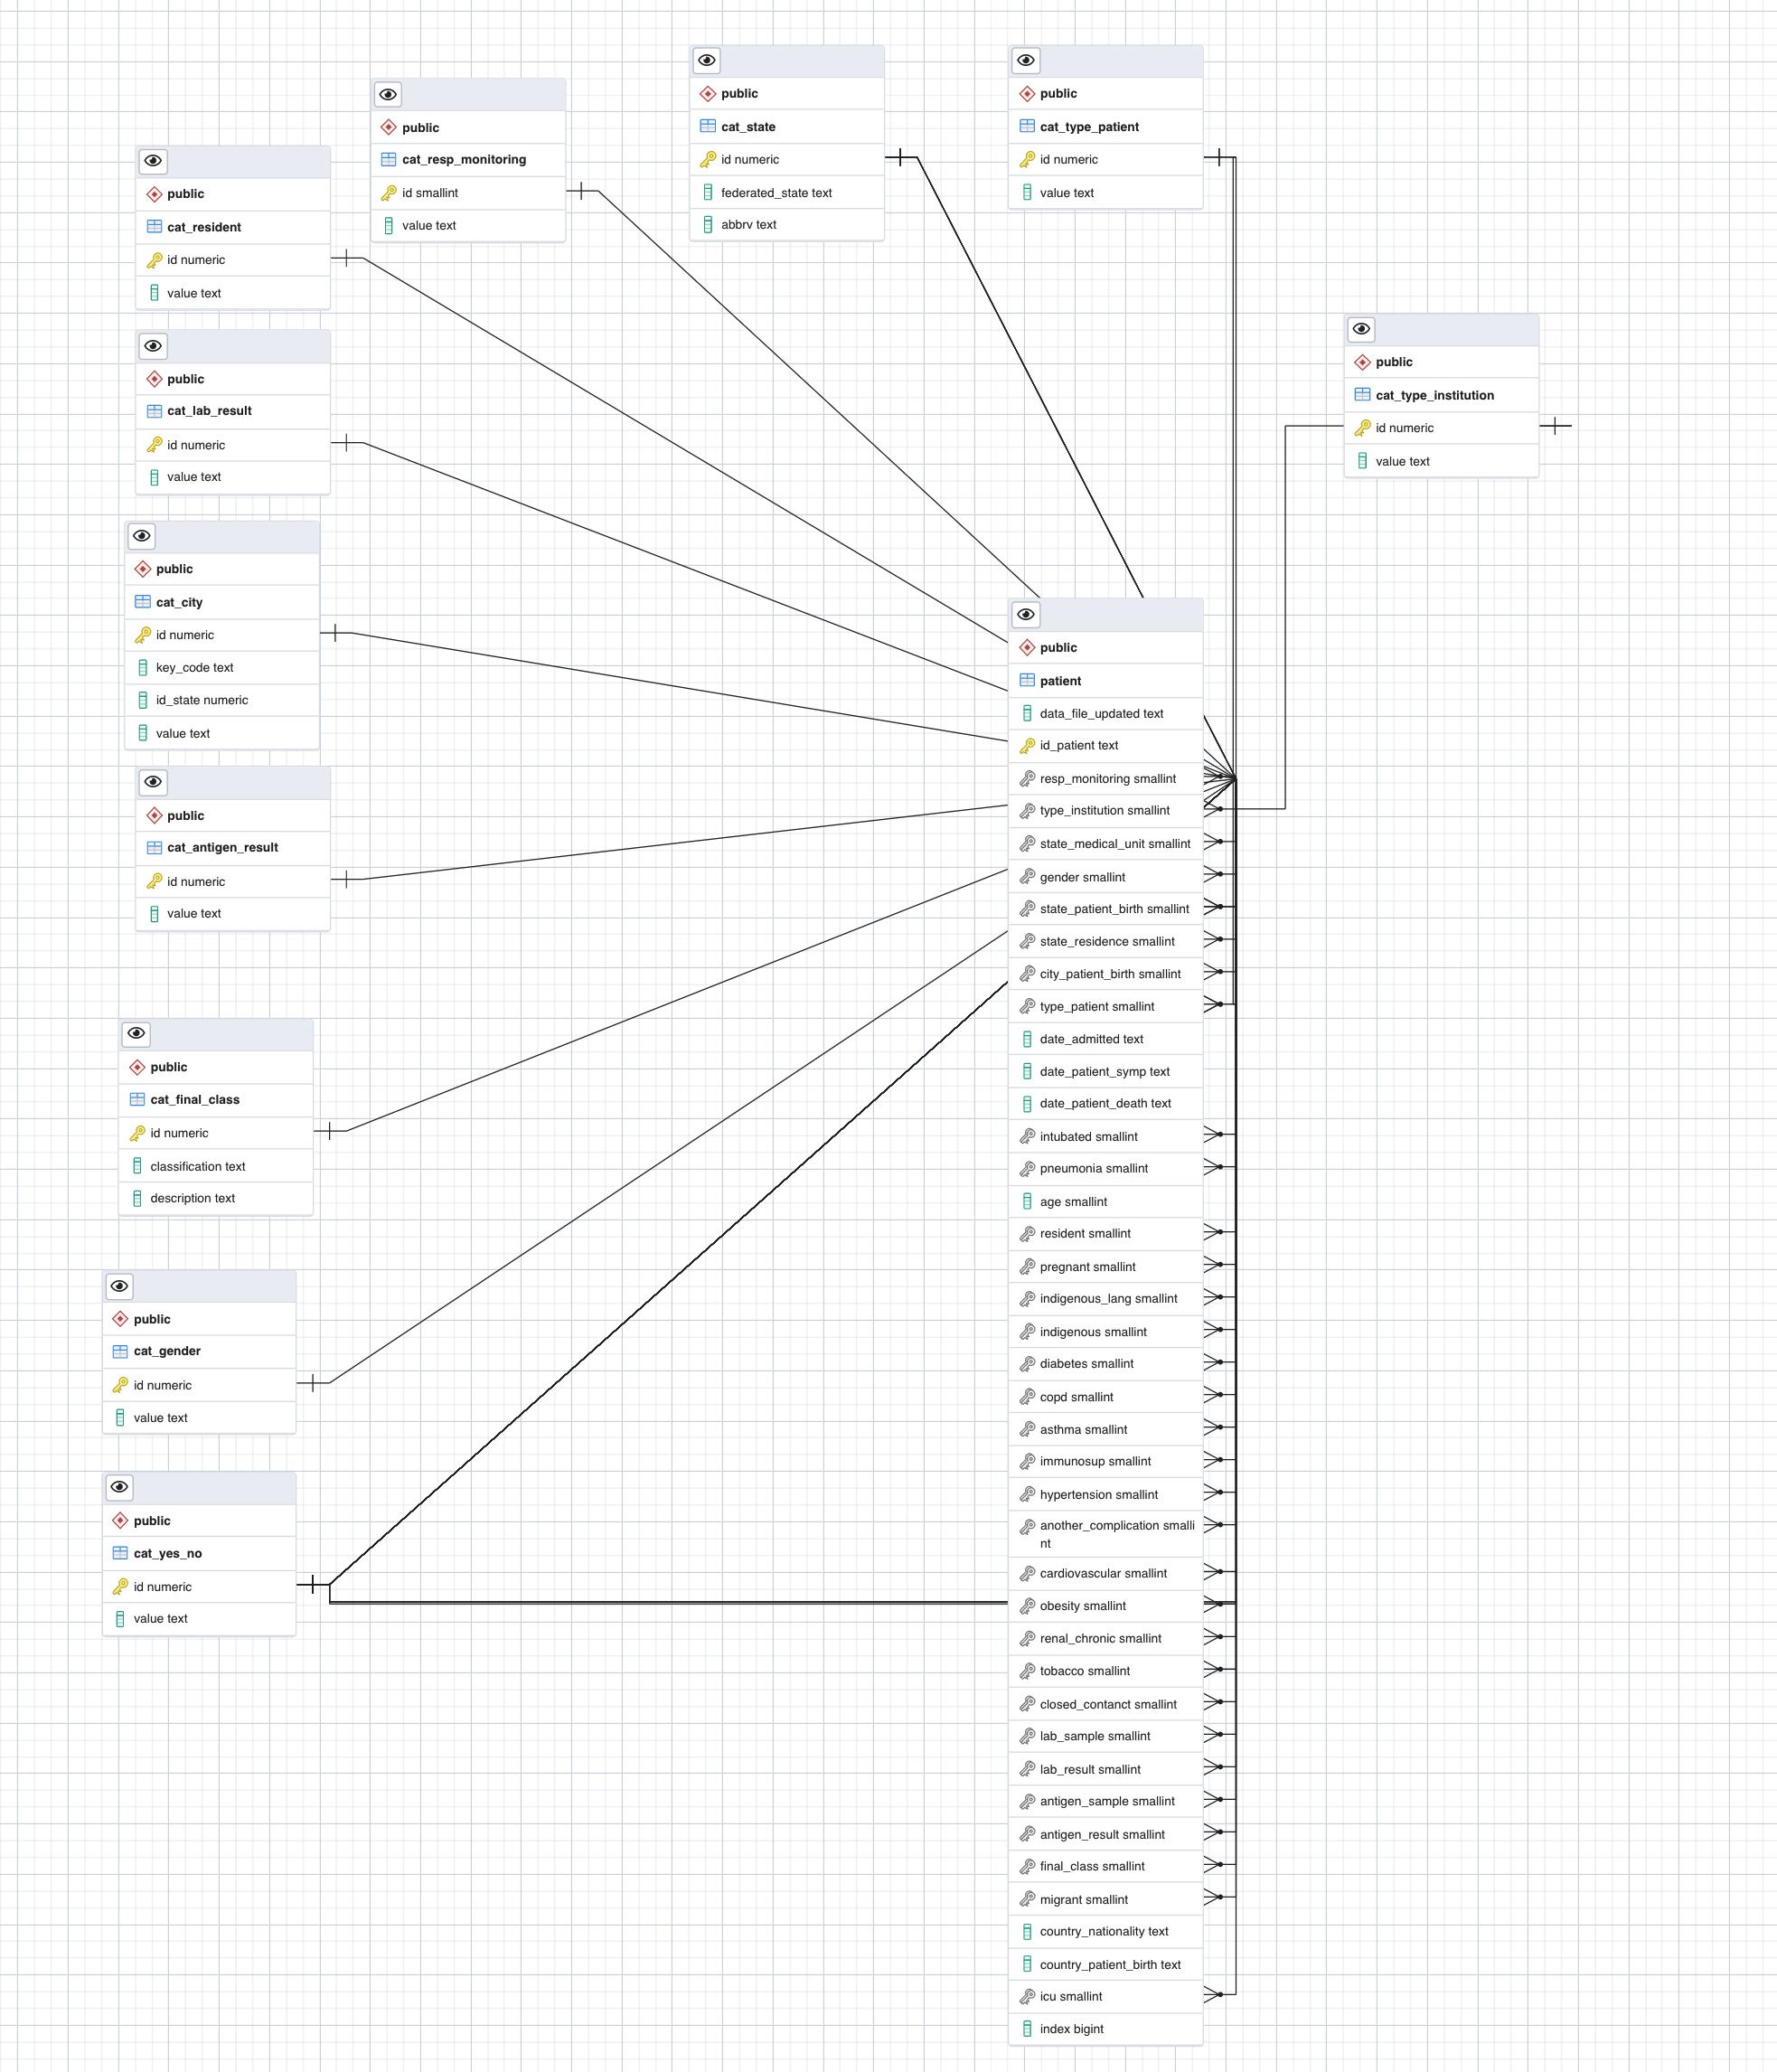 public
cat_state
id numeric
federated_state text
abbrv text
public
cat_type_patient
id numeric
value text
public
cat_resp_monitoring
id smallint
value text
public
cat_resident
id numeric
value text
public
cat_lab_result
id numeric
value text
public
cat_type_institution
id numeric
value text
public
cat_city
id numeric
key_code text
id_state numeric
value text
public
cat_antigen_result
id numeric
value text
public
cat_final_class
id numeric
classification text
description text
public
cat_gender
id numeric
value text
public
cat_yes_no
id numeric
value text
public
patient
data_file_updated text
id_patient text
resp_monitoring smallint
type_institution smallint
state_medical_unit smallint
gender smallint
state_patient_birth smallint
state_residence smallint
city_patient_birth smallint
type_patient smallint
date_admitted text
date_patient_symp text
date_patient_death text
intubated smallint
pneumonia smallint
age smallint
resident smallint
pregnant smallint
indigenous_lang smallint
indigenous smallint
diabetes smallint
copd smallint
asthma smallint
immunosup smallint
hypertension smallint
another_complication smalli
nt
cardiovascular smallint
obesity smallint
renal_chronic smallint
tobacco smallint
closed_contanct smallint
lab_sample smallint
lab_result smallint
antigen_sample smallint
antigen_result smallint
final_class smallint
migrant smallint
country_nationality text
country_patient_birth text
icu smallint
index bigint